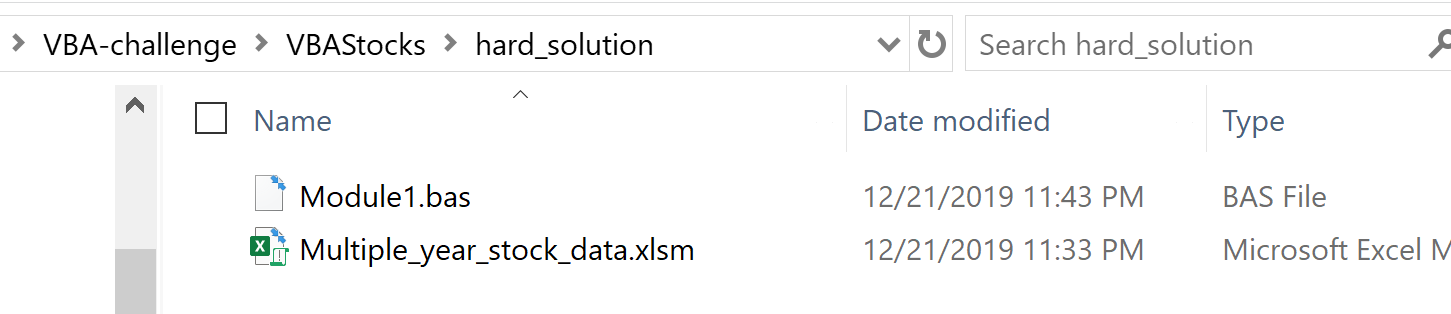 VBA-challenge > VBAStocks > hard_solution Search hard_solution
Name Date modified Type
Module1.bas 12/21/2019 11:43 PM BAS File
Multiple_year_stock_data.xlsm 12/21/2019 11:33 PM Microsoft Excel M